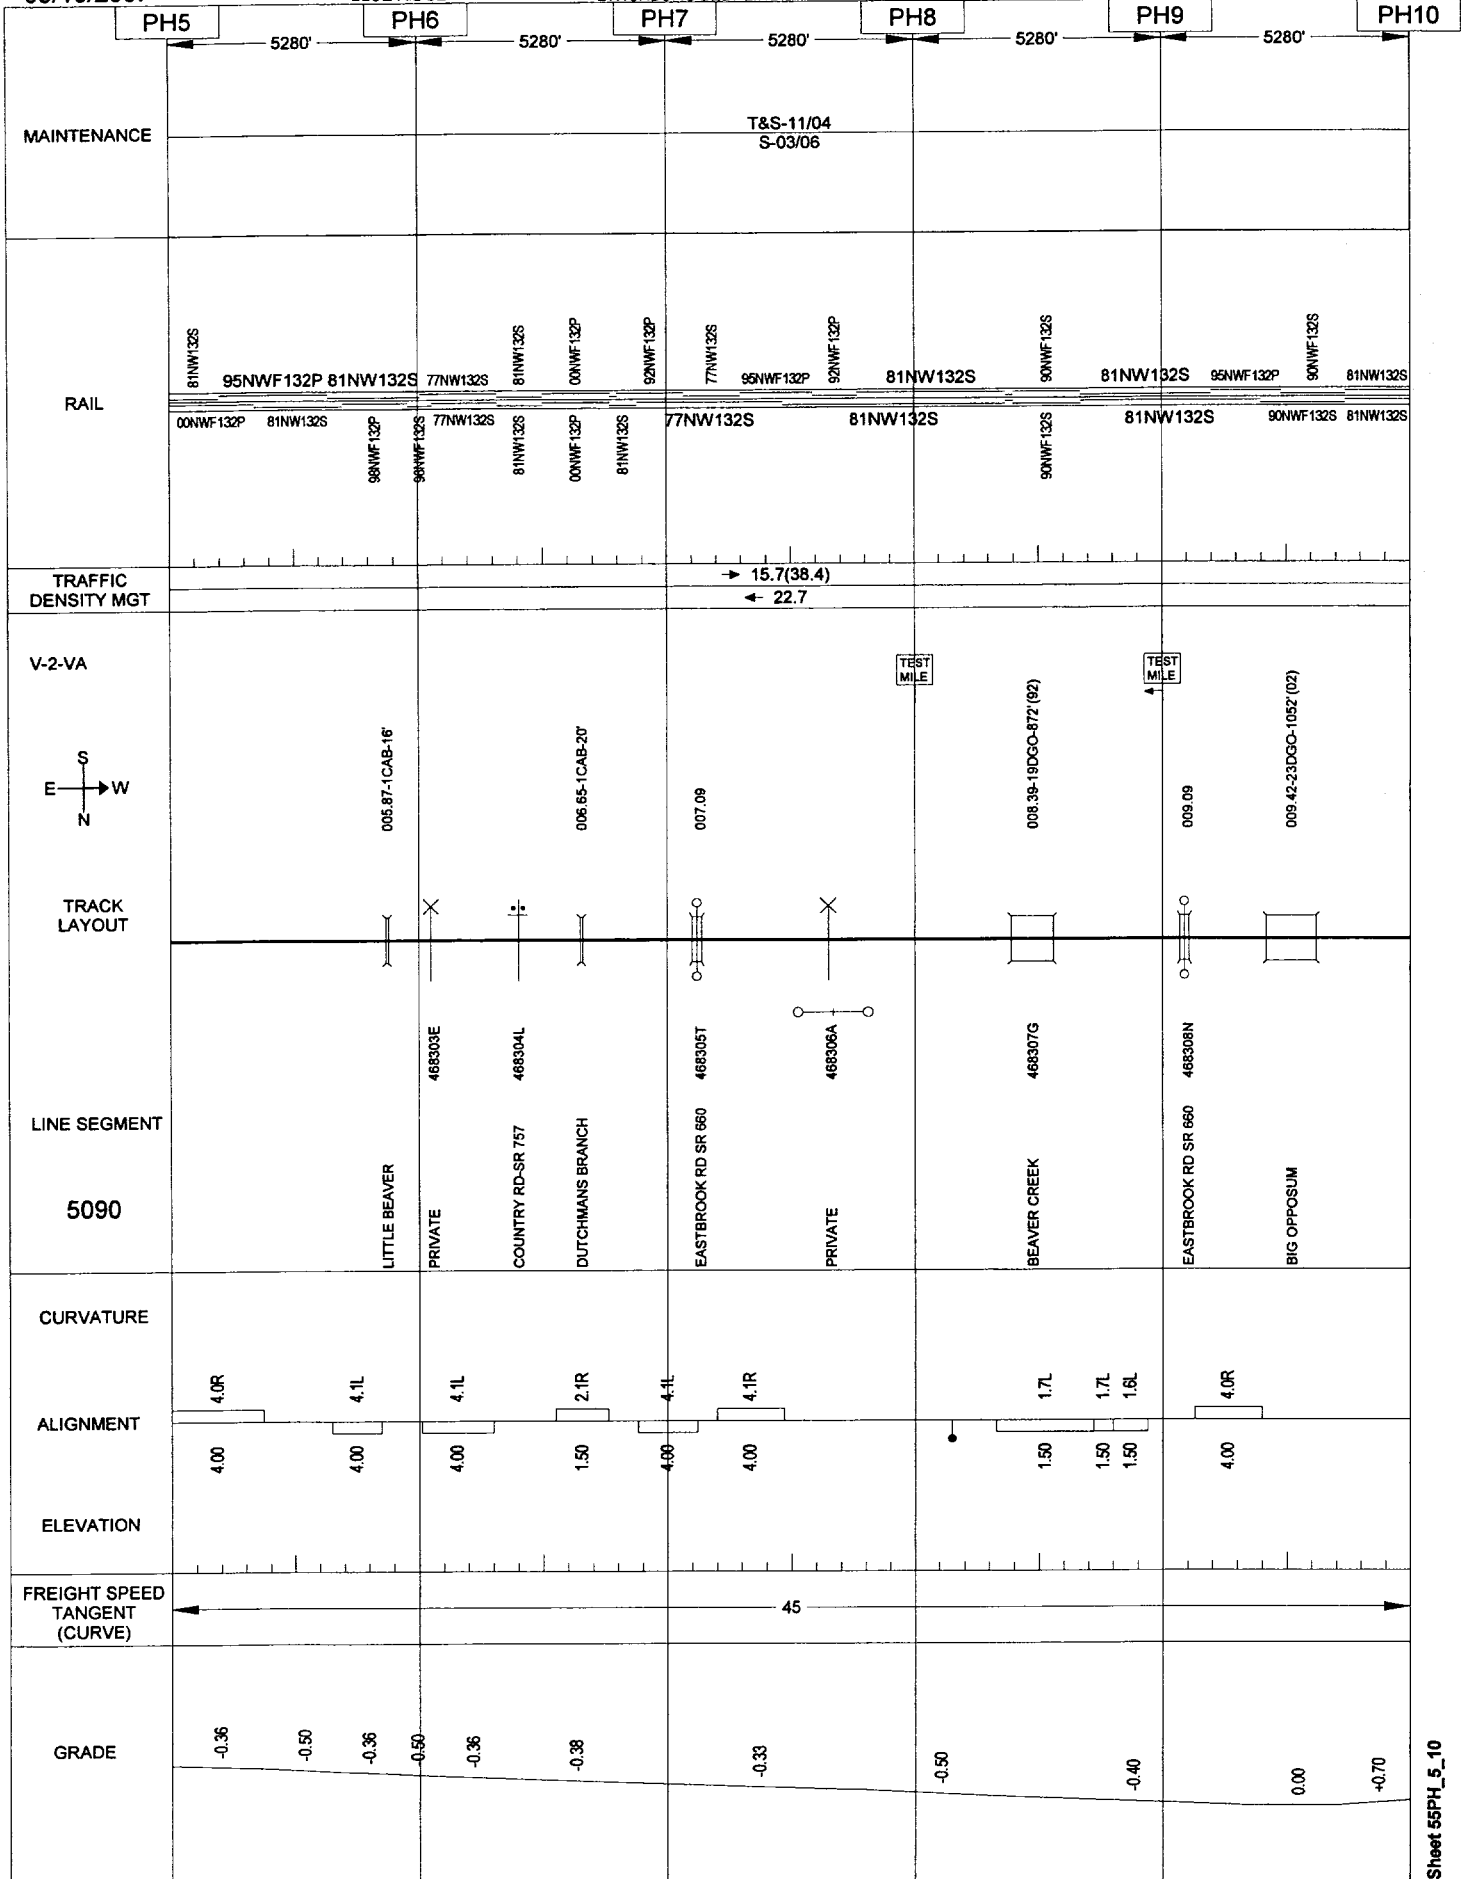 PH5 PH6 PH7 PH8 PH9 PH10
5280' 5280' 5280' 5280' 5280'
MAINTENANCE
T&S-11/04
S-03/06
RAIL
81NW132S 95NWF132P 81NW132S 77NW132S 81NW132S 00NWF132P 92NWF132P 77NW132S 95NWF132P 92NWF132P 81NW132S 90NWF132S 81NW132S 95NWF132P 90NWF132S 81NW132S
00NWF132P 81NW132S 98NWF132P 98NWF132S 77NW132S 81NW132S 00NWF132P 81NW132S 77NW132S 81NW132S 90NWF132S 81NW132S 90NWF132S 81NW132S
TRAFFIC
DENSITY MGT
→ 15.7(38.4)
← 22.7
V-2-VA
TEST
MILE
TEST
MILE
S
E W
N
005.87-1CAB-16' 006.65-1CAB-20' 007.09 008.39-19DGO-872'(92) 009.09 009.42-23DGO-1052'(02)
TRACK
LAYOUT
468303E 468304L 468305T 468306A 468307G 468308N
LINE SEGMENT
5090
LITTLE BEAVER
PRIVATE
COUNTRY RD-SR 757
DUTCHMANS BRANCH
EASTBROOK RD SR 660
PRIVATE
BEAVER CREEK
EASTBROOK RD SR 660
BIG OPPOSUM
CURVATURE
4.0R 4.1L 4.1L 2.1R 4.1L 4.1R 1.7L 1.7L 1.6L 4.0R
ALIGNMENT
4.00 4.00 4.00 1.50 4.00 4.00 1.50 1.50 1.50 4.00
ELEVATION
FREIGHT SPEED
TANGENT
(CURVE)
45
GRADE
-0.36 -0.50 -0.36 -0.50 -0.36 -0.38 -0.33 -0.50 -0.40 0.00 +0.70
Sheet 55PH_5_10